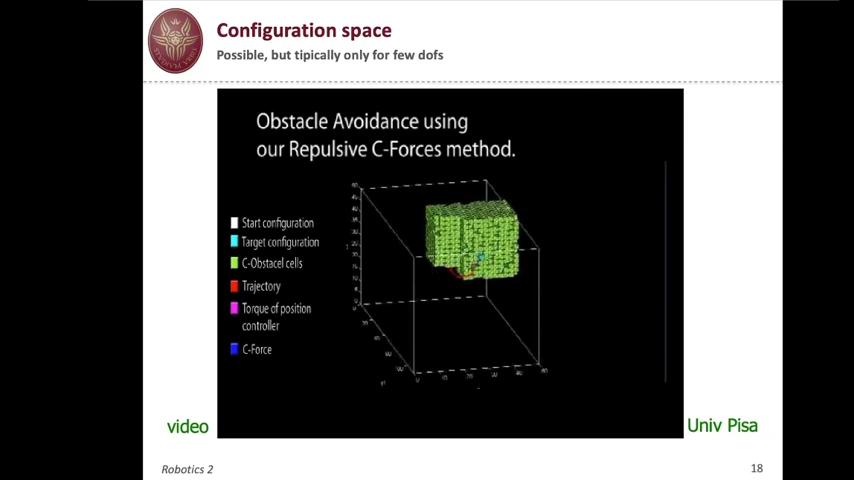 Configuration space
Possible, but tipically only for few dofs
Obstacle Avoidance using
our Repulsive C-Forces method.
Start configuration
Target configuration
C-Obstacel cells
Trajectory
Torque of position
controller
C-Force
video
Univ Pisa
Robotics 2
18